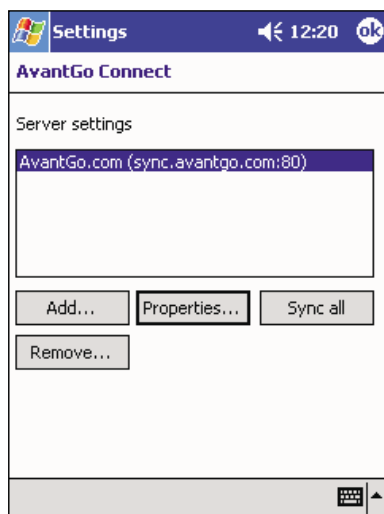 Settings 12:20 ok
AvantGo Connect
Server settings
AvantGo.com (sync.avantgo.com:80)
Add... Properties... Sync all
Remove...